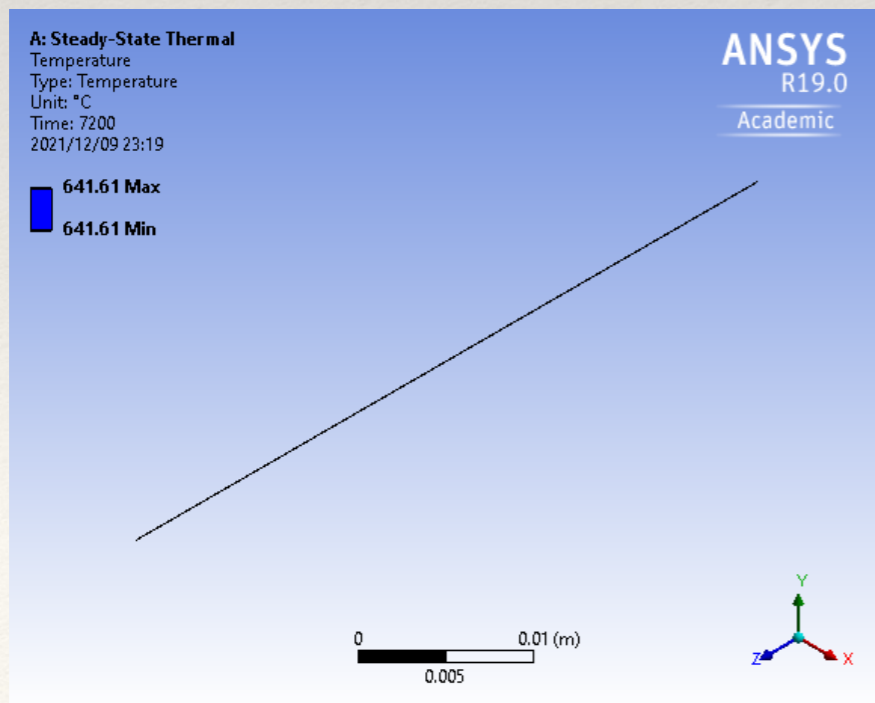 A: Steady-State Thermal
Temperature
Type: Temperature
Unit: °C
Time: 7200
2021/12/09 23:19
641.61 Max
641.61 Min
ANSYS
R19.0
Academic
0
0.01 (m)
0.005
Y
Z
X